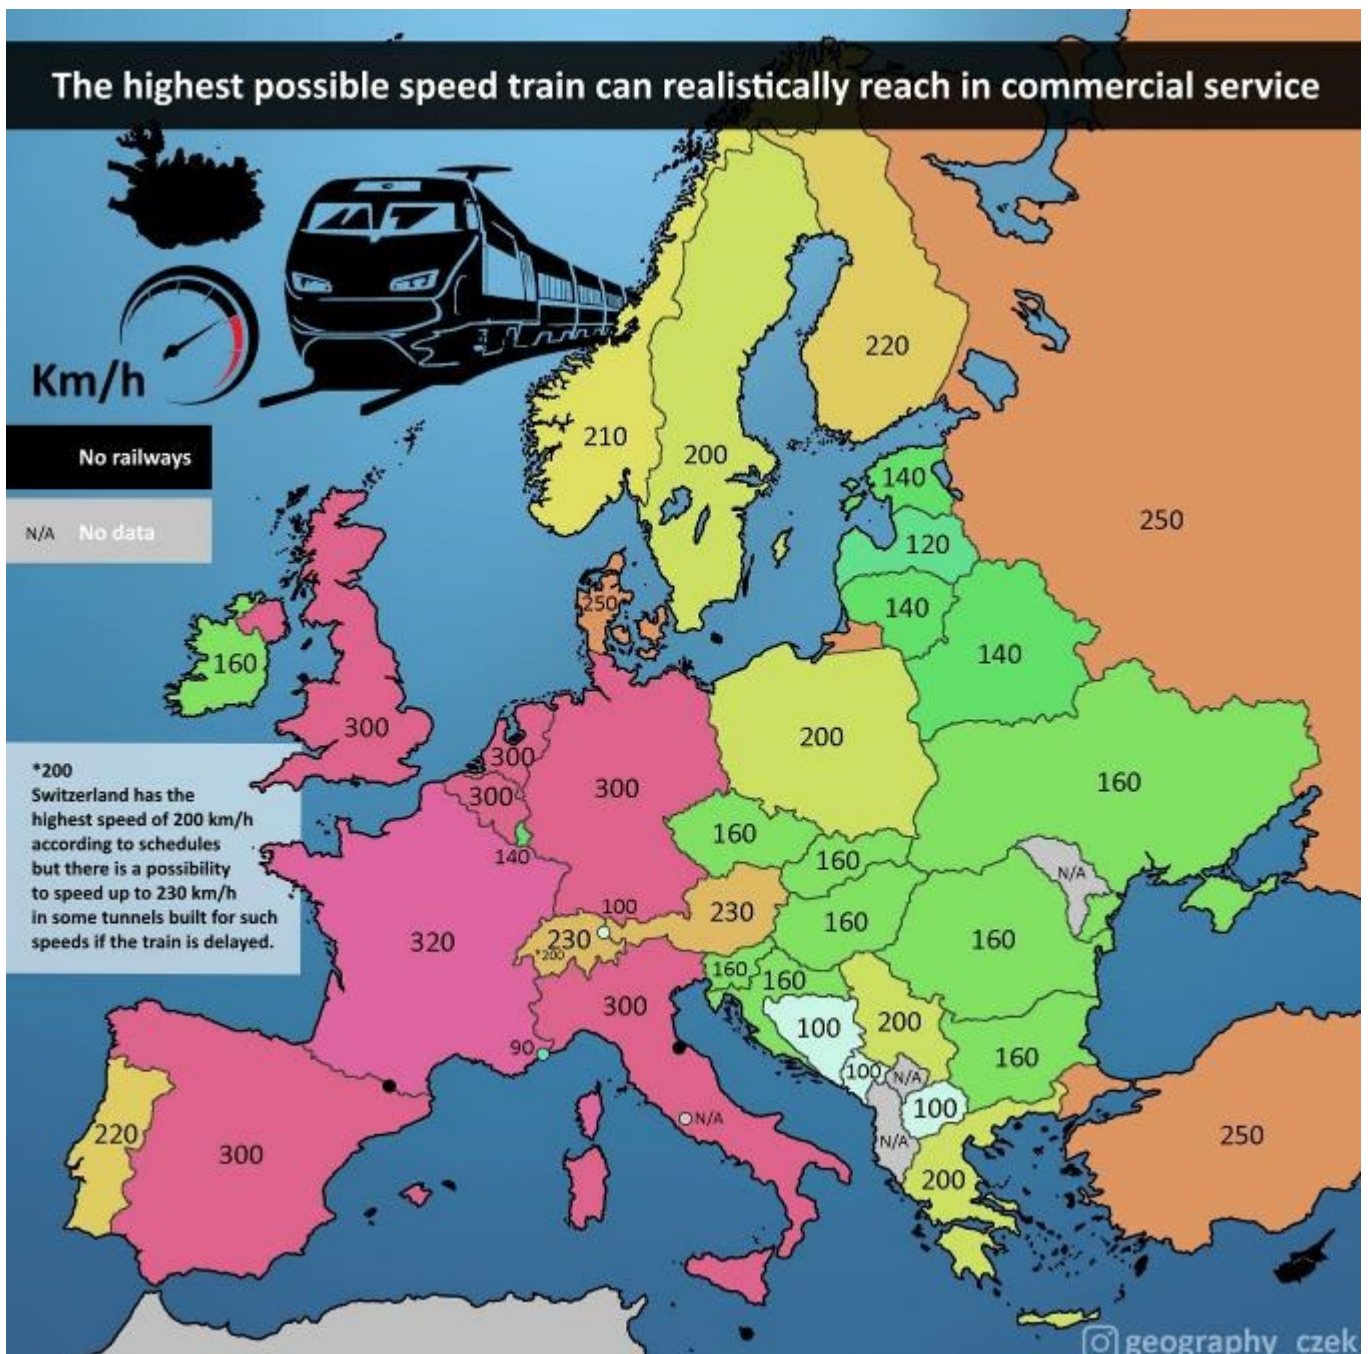 The highest possible speed train can realistically reach in commercial service
Km/h
No railways
N/A No data
220
210
200
140
250
120
250
140
160
140
300
200
300
*200
Switzerland has the
highest speed of 200 km/h
according to schedules
but there is a possibility
to speed up to 230 km/h
in some tunnels built for such
speeds if the train is delayed.
300
300
160
160
140
160
N/A
100
230
320
230
*200
160
160
160
160
300
100
200
90
160
100
N/A
100
N/A
N/A
220
300
200
250
geography_czek